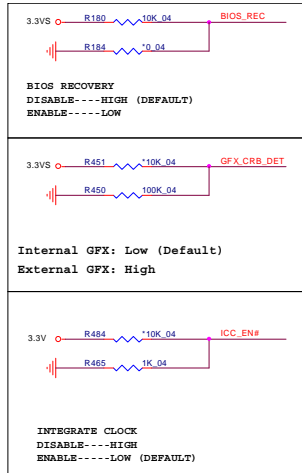 R180 10K_04 BIOS_REC
3.3VS
R184 *0_04
BIOS RECOVERY
DISABLE----HIGH (DEFAULT)
ENABLE-----LOW
R451 *10K_04 GFX_CRB_DET
3.3VS
R450 100K_04
Internal GFX: Low (Default)
External GFX: High
R484 *10K_04 ICC_EN#
3.3V
R465 1K_04
INTEGRATE CLOCK
DISABLE----HIGH
ENABLE-----LOW (DEFAULT)